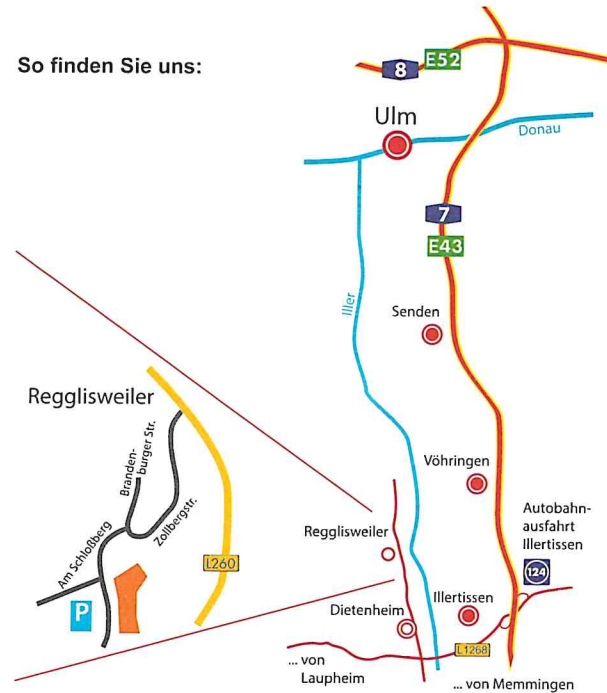 So finden Sie uns:
8
E52
Ulm
Donau
7
E43
Iller
Senden
Regglisweiler
Branden-
burger Str.
Zollbergstr.
Am Schloßberg
L260
P
Vöhringen
Autobahn-
ausfahrt
Illertissen
124
Regglisweiler
Dietenheim
Illertissen
L1268
... von
Laupheim
... von Memmingen